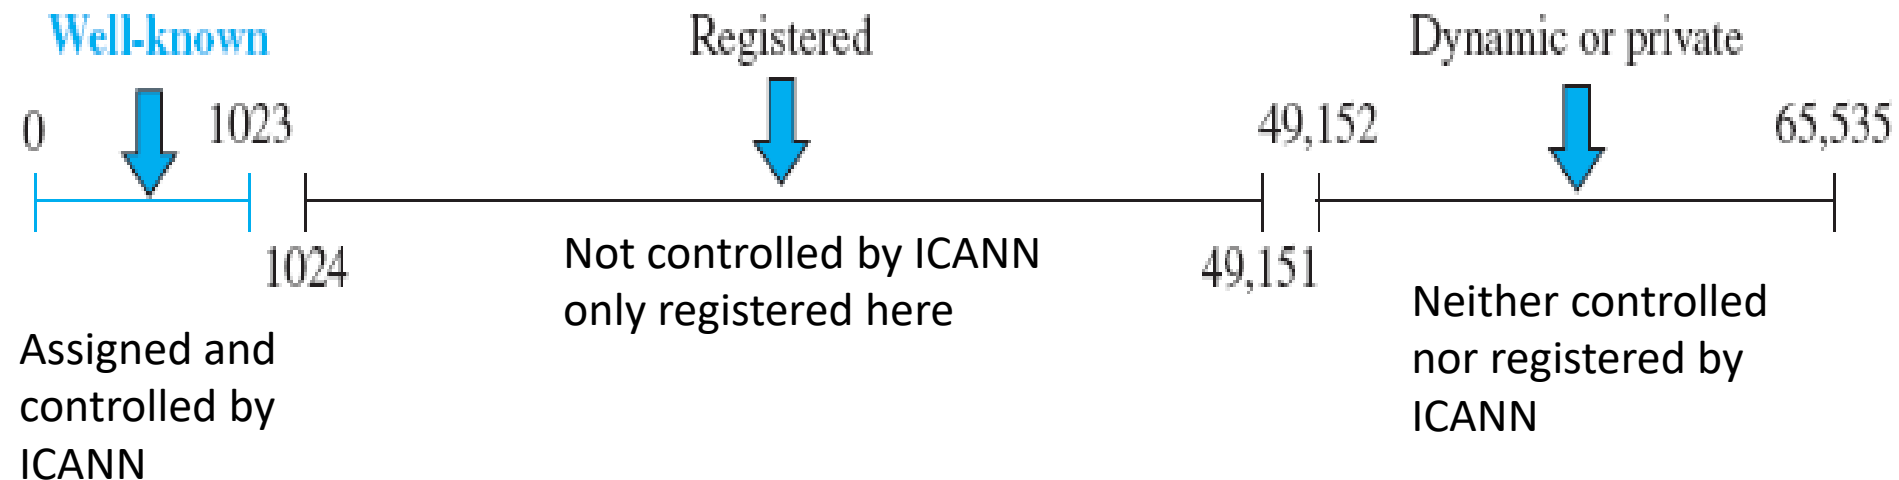 Well-known
Registered
Dynamic or private
0
1023
49,152
65,535
1024
49,151
Not controlled by ICANN
only registered here
Neither controlled
nor registered by
ICANN
Assigned and
controlled by
ICANN